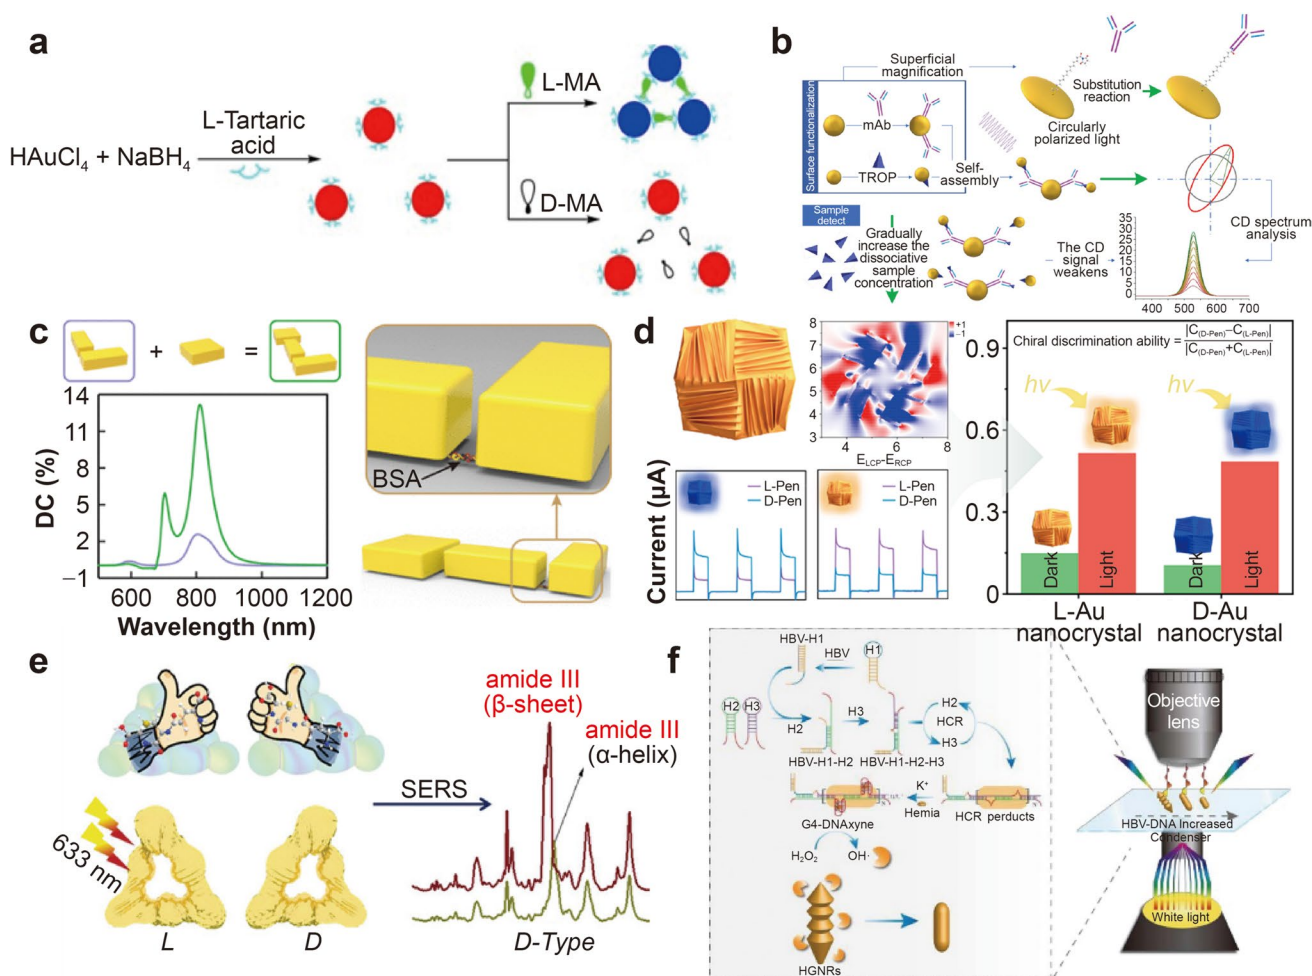 a
L-Tartaric
acid
HAuCl₄ + NaBH₄
L-MA
D-MA
b
Superficial
magnification
Surface functionalization
mAb
TROP
Self-
assembly
Circularly
polarized light
Substitution
reaction
Sample
detect
Gradually
increase the
dissociative
sample
concentration
The CD
signal
weakens
CD spectrum
analysis
35
30
25
20
15
10
5
0
400 500 600 700
c
+ =
DC (%)
14
11
8
5
2
−1
600 800 1000 1200
Wavelength (nm)
BSA
d
8
7
6
5
4
3
4 6 8
E_LCP-E_RCP
+1
−1
Current (μA)
L-Pen
D-Pen
L-Pen
D-Pen
Chiral discrimination ability = |C(D-Pen)−C(L-Pen)| / |C(D-Pen)+C(L-Pen)|
0.9
0.6
0.3
0
hv
hv
Dark
Light
Dark
Light
L-Au
nanocrystal
D-Au
nanocrystal
e
633 nm
L
D
SERS
amide III
(β-sheet)
amide III
(α-helix)
D-Type
f
HBV-H1
HBV
H1
H2
H3
H2
H3
H2
HCR
H3
HBV-H1-H2
HBV-H1-H2-H3
K⁺
Hemia
G4-DNAxyne
HCR perducts
H₂O₂
OH·
HGNRs
Objective
lens
HBV-DNA Increased
Condenser
White light